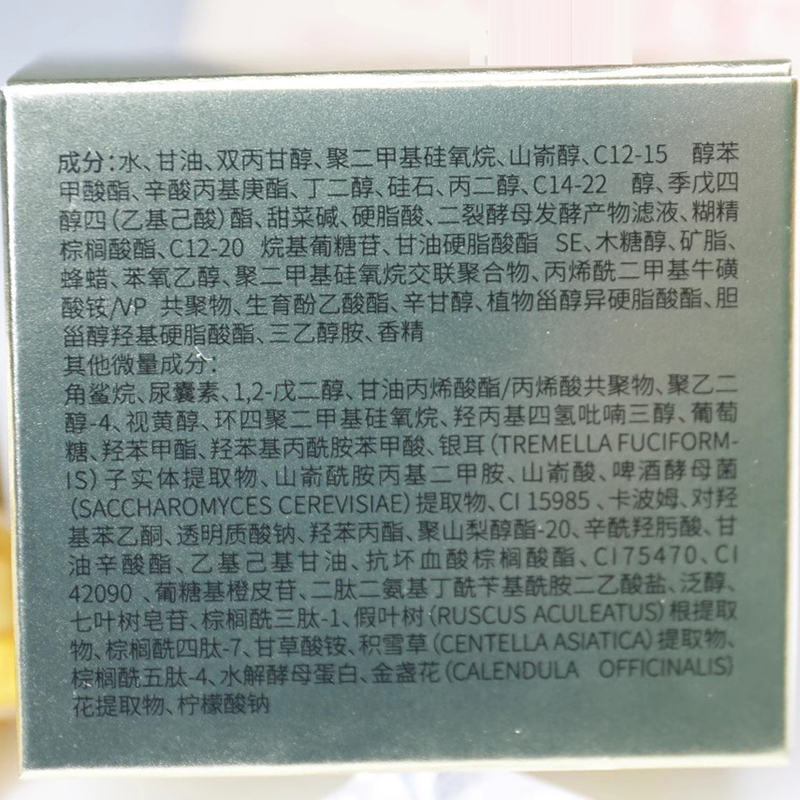 成分:水、甘油、双丙甘醇、聚二甲基硅氧烷、山嵛醇、C12-15 醇苯
甲酸酯、辛酸丙基庚酯、丁二醇、硅石、丙二醇、C14-22 醇、季戊四
醇四(乙基己酸)酯、甜菜碱、硬脂酸、二裂酵母发酵产物滤液、糊精
棕榈酸酯、C12-20 烷基葡糖苷、甘油硬脂酸酯 SE、木糖醇、矿脂、
蜂蜡、苯氧乙醇、聚二甲基硅氧烷交联聚合物、丙烯酰二甲基牛磺
酸铵/VP 共聚物、生育酚乙酸酯、辛甘醇、植物甾醇异硬脂酸酯、胆
甾醇羟基硬脂酸酯、三乙醇胺、香精
其他微量成分:
角鲨烷、尿囊素、1,2-戊二醇、甘油丙烯酸酯/丙烯酸共聚物、聚乙二
醇-4、视黄醇、环四聚二甲基硅氧烷、羟丙基四氢吡喃三醇、葡萄
糖、羟苯甲酯、羟苯基丙酰胺苯甲酸、银耳(TREMELLA FUCIFORM-
IS)子实体提取物、山嵛酰胺丙基二甲胺、山嵛酸、啤酒酵母菌
(SACCHAROMYCES CEREVISIAE)提取物、CI 15985、卡波姆、对羟
基苯乙酮、透明质酸钠、羟苯丙酯、聚山梨醇酯-20、辛酰羟肟酸、甘
油辛酸酯、乙基己基甘油、抗坏血酸棕榈酸酯、CI 75470、CI
42090、葡糖基橙皮苷、二肽二氨基丁酰苄基酰胺二乙酸盐、泛醇、
七叶树皂苷、棕榈酰三肽-1、假叶树(RUSCUS ACULEATUS)根提取
物、棕榈酰四肽-7、甘草酸铵、积雪草(CENTELLA ASIATICA)提取物、
棕榈酰五肽-4、水解酵母蛋白、金盏花(CALENDULA OFFICINALIS)
花提取物、柠檬酸钠